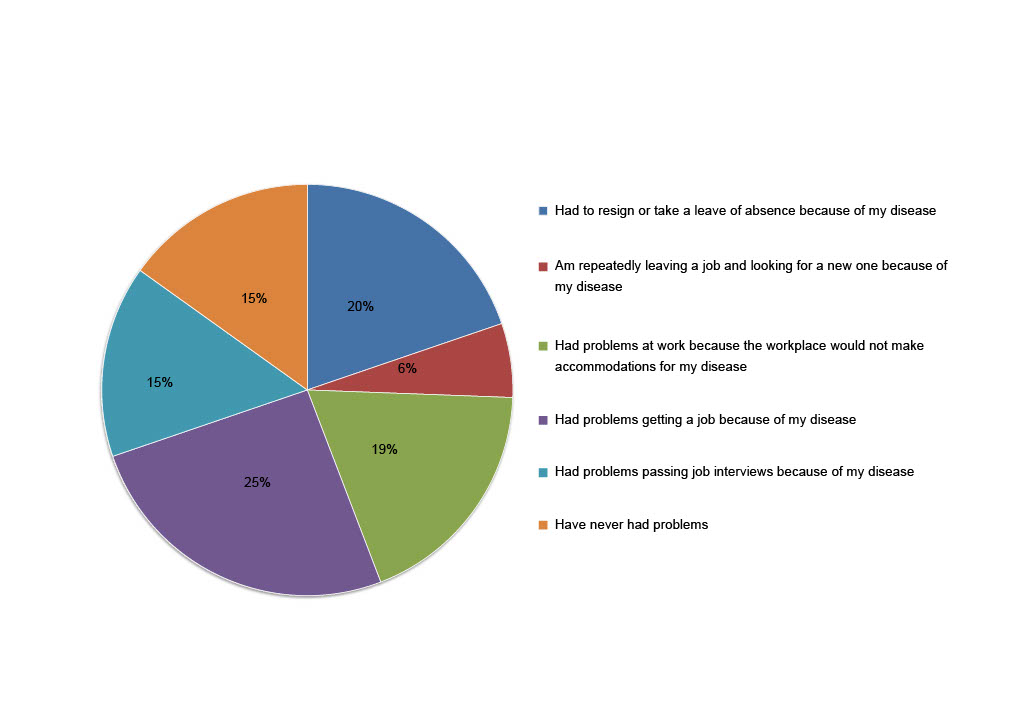 20%
6%
19%
25%
15%
15%
Had to resign or take a leave of absence because of my disease
Am repeatedly leaving a job and looking for a new one because of
my disease
Had problems at work because the workplace would not make
accommodations for my disease
Had problems getting a job because of my disease
Had problems passing job interviews because of my disease
Have never had problems